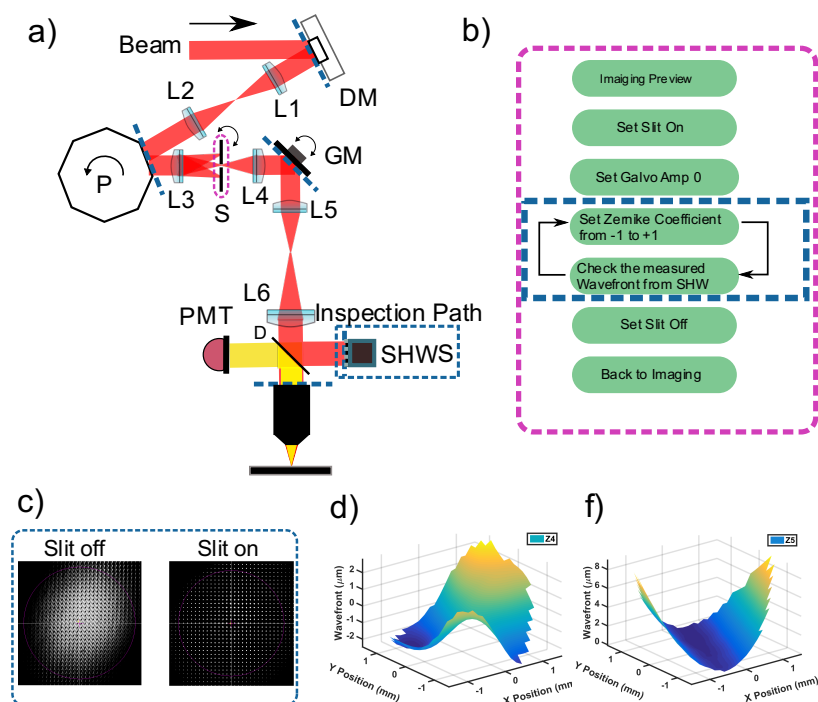 a)
Beam
DM
L1
L2
P
L3
S
L4
GM
L5
L6
Inspection Path
PMT
D
SHWS
b)
Imaiging Preview
Set Slit On
Set Galvo Amp 0
Set Zernike Coefficient
from -1 to +1
Check the measured
Wavefront from SHW
Set Slit Off
Back to Imaging
c)
Slit off
Slit on
d)
Z4
Wavefront (μm)
2
1
0
-1
-2
Y Position (mm)
1
0
-1
X Position (mm
-1
0
1
f)
Z5
Wavefront (μm)
8
6
4
2
0
Y Position (mm)
1
0
-1
X Position (mm)
-1
0
1